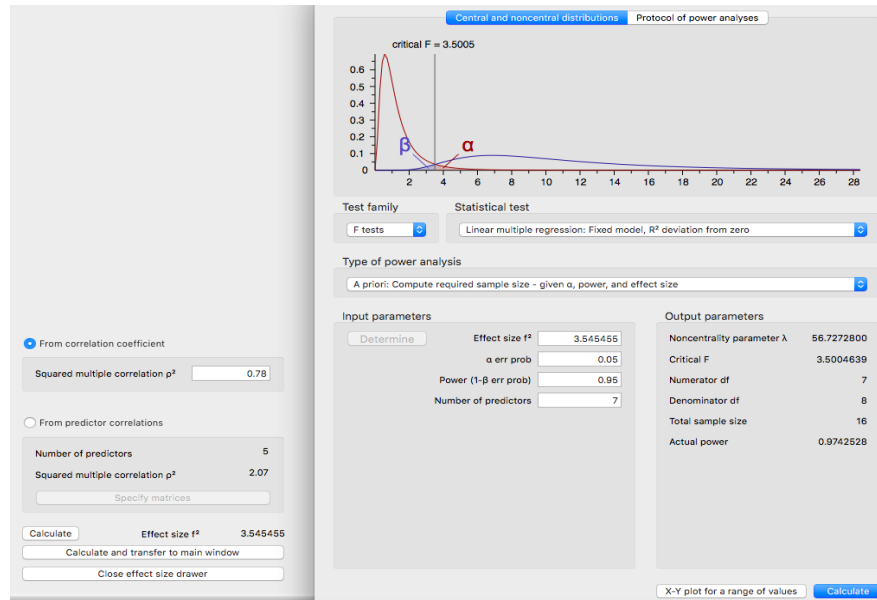 Central and noncentral distributions Protocol of power analyses
critical F = 3.5005
0.6
0.5
0.4
0.3
0.2
0.1
0
β
α
2 4 6 8 10 12 14 16 18 20 22 24 26 28
Test family Statistical test
F tests Linear multiple regression: Fixed model, R² deviation from zero
Type of power analysis
A priori: Compute required sample size - given α, power, and effect size
Input parameters Output parameters
Determine Effect size f² 3.545455 Noncentrality parameter λ 56.7272800
α err prob 0.05 Critical F 3.5004639
Power (1-β err prob) 0.95 Numerator df 7
Number of predictors 7 Denominator df 8
Total sample size 16
Actual power 0.9742528
From correlation coefficient
Squared multiple correlation ρ² 0.78
From predictor correlations
Number of predictors 5
Squared multiple correlation ρ² 2.07
Specify matrices
Calculate Effect size f² 3.545455
Calculate and transfer to main window
Close effect size drawer
X-Y plot for a range of values Calculate